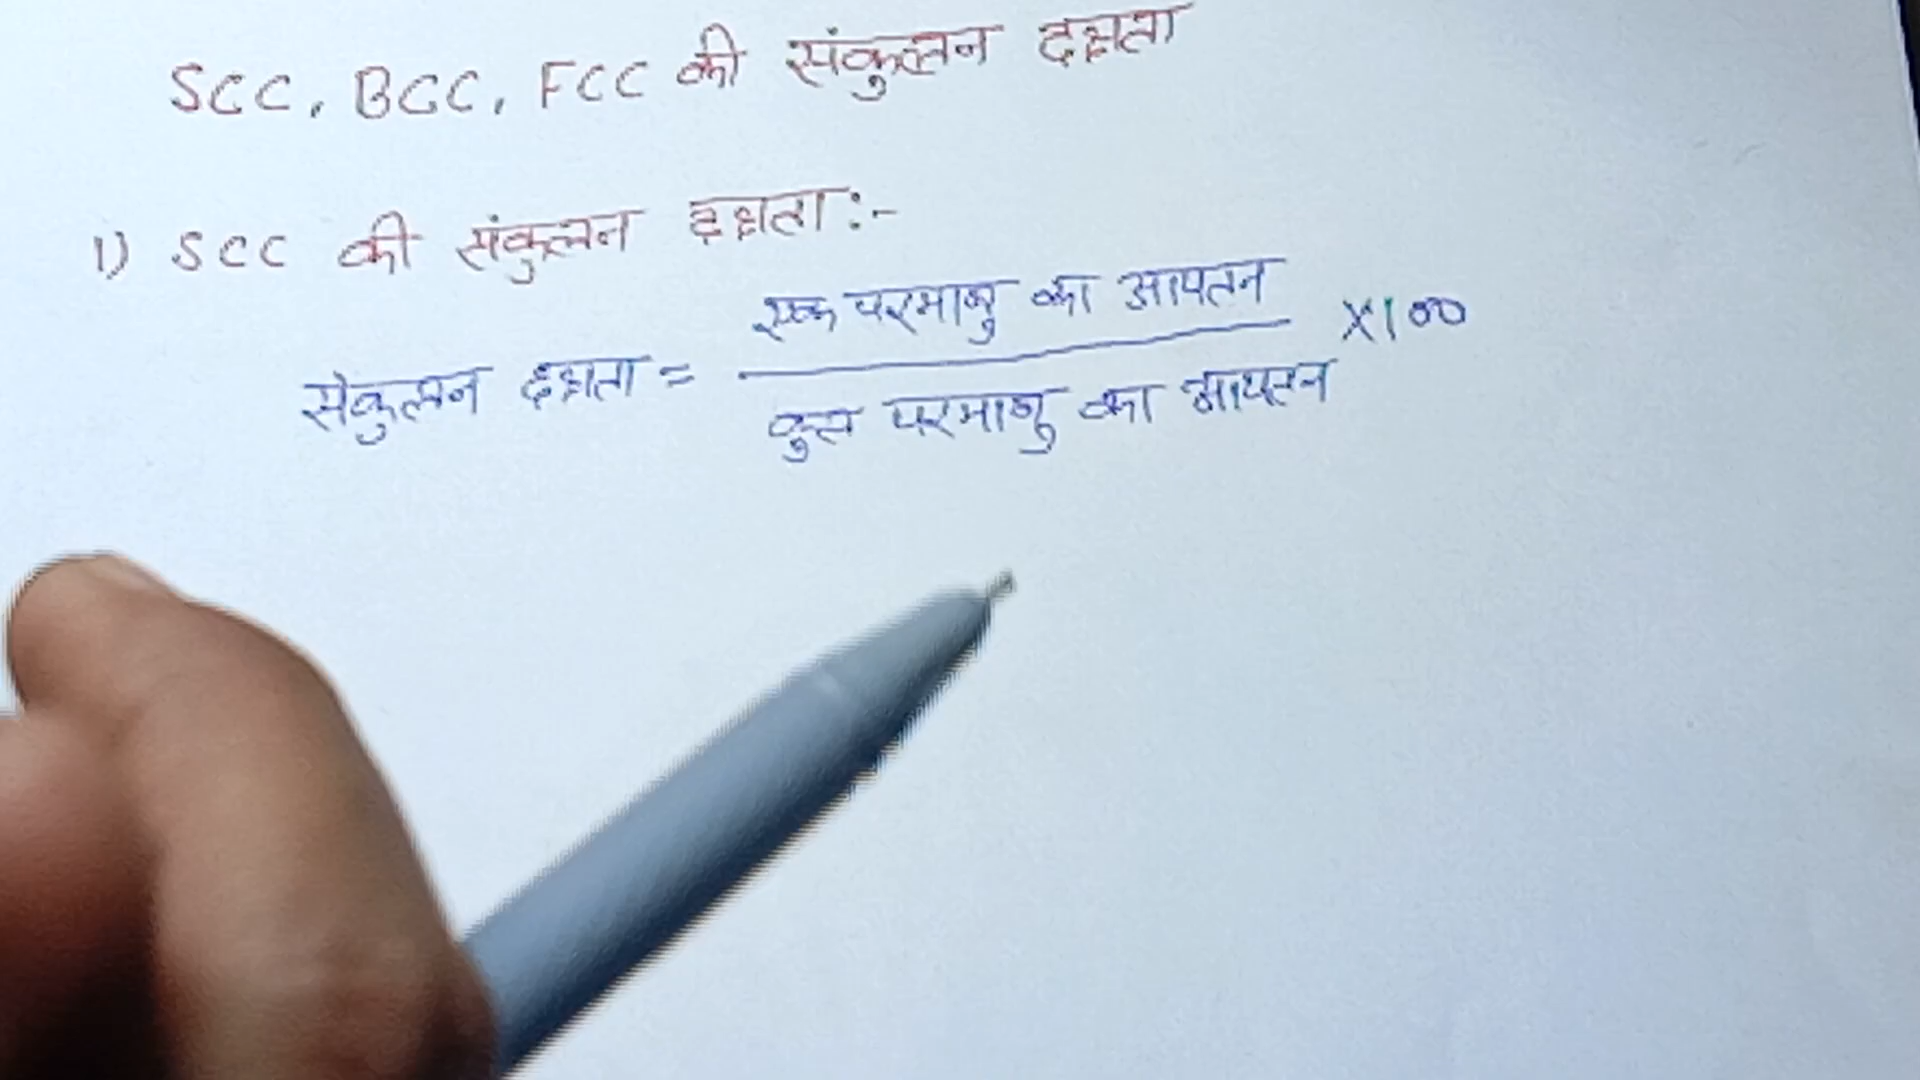 SCC, BCC, FCC की संकुलन दक्षता
1) SCC की संकुलन दक्षता :-
संकुलन दक्षता = एक परमाणु का आयतन / कुल परमाणु का आयतन ×100